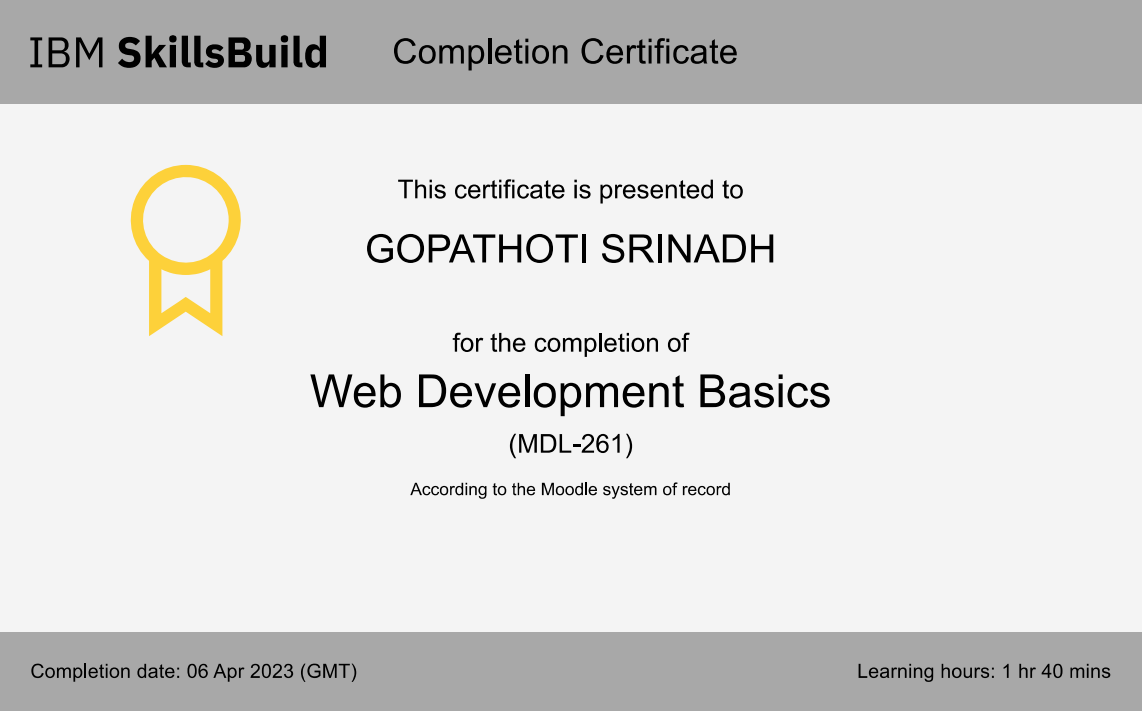 IBM SkillsBuild Completion Certificate
This certificate is presented to
GOPATHOTI SRINADH
for the completion of
Web Development Basics
(MDL-261)
According to the Moodle system of record
Completion date: 06 Apr 2023 (GMT)
Learning hours: 1 hr 40 mins